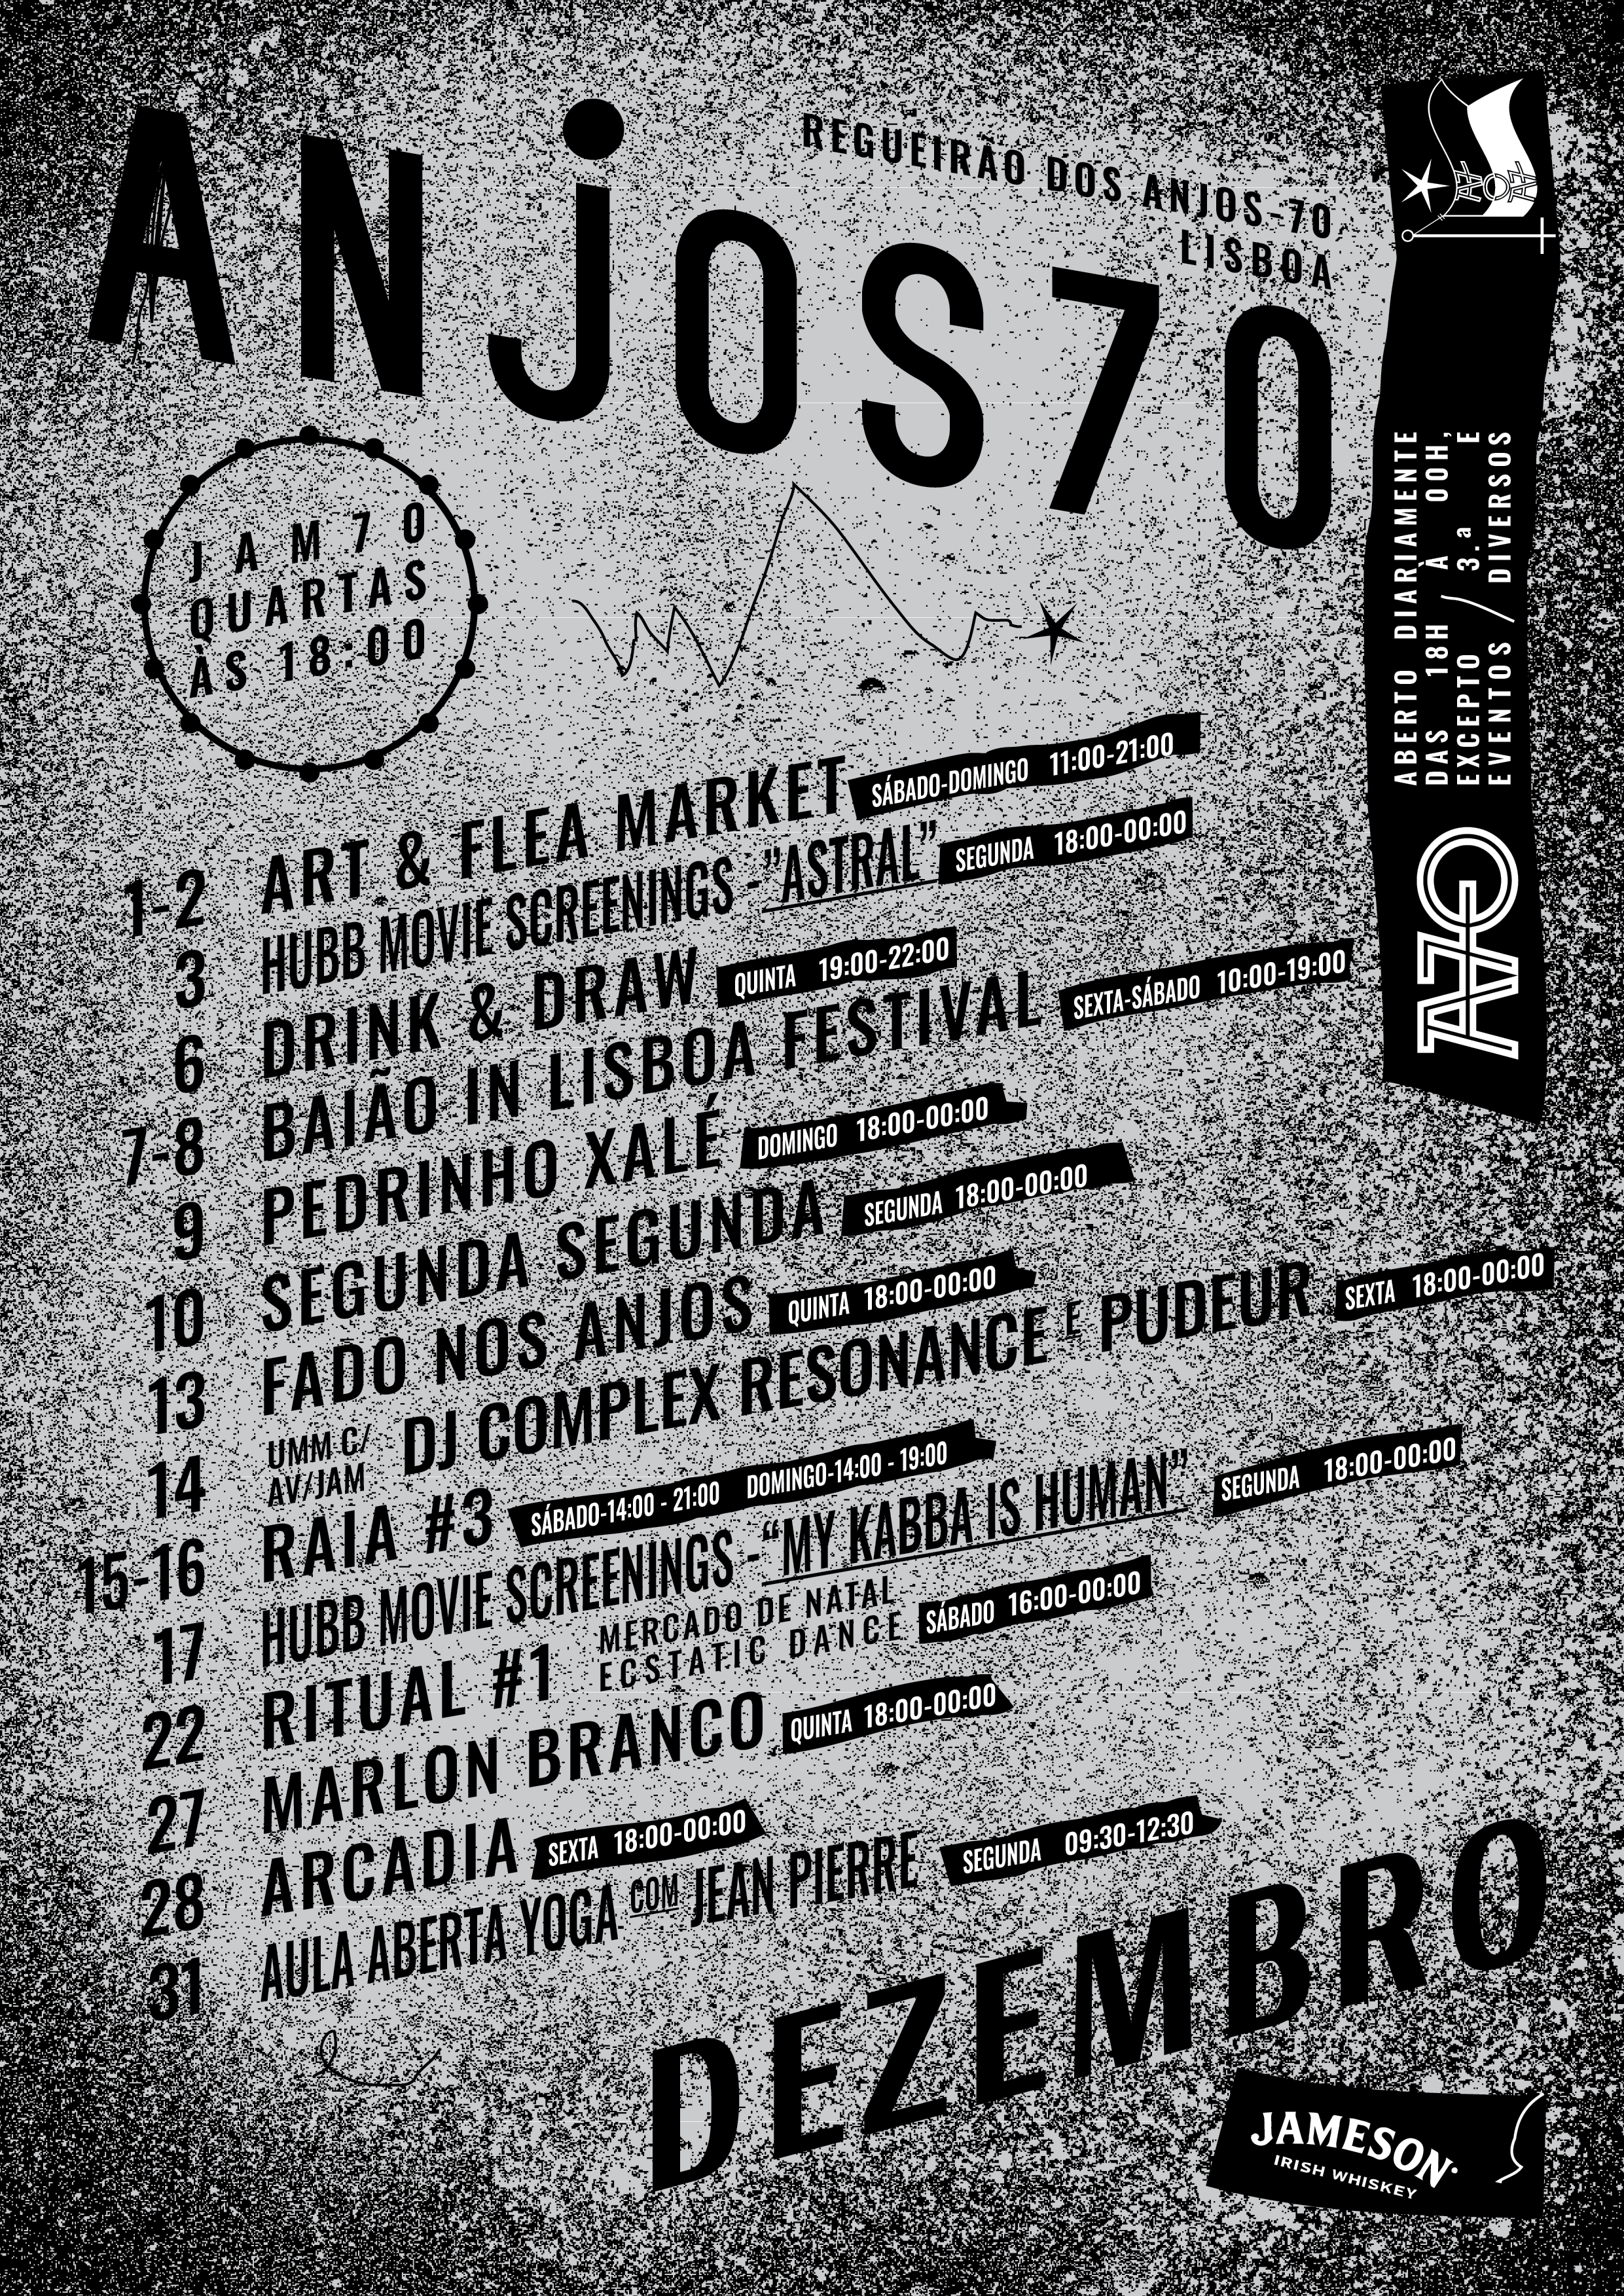 ANjOS70
REGUEIRÃO DOS ANJOS-70
LISBOA
JAM70
QUARTAS
ÀS 18:00
ABERTO DIARIAMENTE
DAS 18H À 00H,
EXCEPTO / 3.ª E
EVENTOS / DIVERSOS
A70
1-2 ART & FLEA MARKET SÁBADO-DOMINGO 11:00-21:00
3 HUBB MOVIE SCREENINGS -"ASTRAL" SEGUNDA 18:00-00:00
6 DRINK & DRAW QUINTA 19:00-22:00
7-8 BAIÃO IN LISBOA FESTIVAL SEXTA-SÁBADO 10:00-19:00
9 PEDRINHO XALÉ DOMINGO 18:00-00:00
10 SEGUNDA SEGUNDA SEGUNDA 18:00-00:00
13 FADO NOS ANJOS QUINTA 18:00-00:00
14 UMM C/ AV/JAM DJ COMPLEX RESONANCE E PUDEUR SEXTA 18:00-00:00
15-16 RAIA #3 SÁBADO-14:00 - 21:00 DOMINGO-14:00 - 19:00
17 HUBB MOVIE SCREENINGS -"MY KABBA IS HUMAN" SEGUNDA 18:00-00:00
22 RITUAL #1 MERCADO DE NATAL ECSTATIC DANCE SÁBADO 16:00-00:00
27 MARLON BRANCO QUINTA 18:00-00:00
28 ARCADIA SEXTA 18:00-00:00
31 AULA ABERTA YOGA COM JEAN PIERRE SEGUNDA 09:30-12:30
DEZEMBRO
JAMESON
IRISH WHISKEY